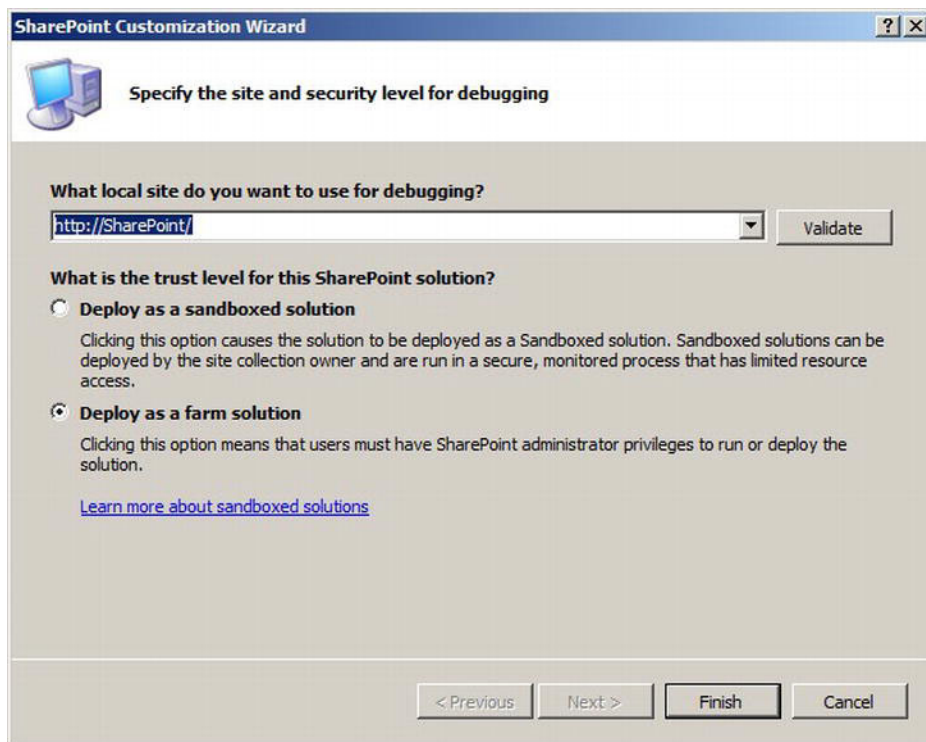 SharePoint Customization Wizard
Specify the site and security level for debugging
What local site do you want to use for debugging?
http://SharePoint/
Validate
What is the trust level for this SharePoint solution?
Deploy as a sandboxed solution
Clicking this option causes the solution to be deployed as a Sandboxed solution. Sandboxed solutions can be
deployed by the site collection owner and are run in a secure, monitored process that has limited resource
access.
Deploy as a farm solution
Clicking this option means that users must have SharePoint administrator privileges to run or deploy the
solution.
Learn more about sandboxed solutions
< Previous
Next >
Finish
Cancel